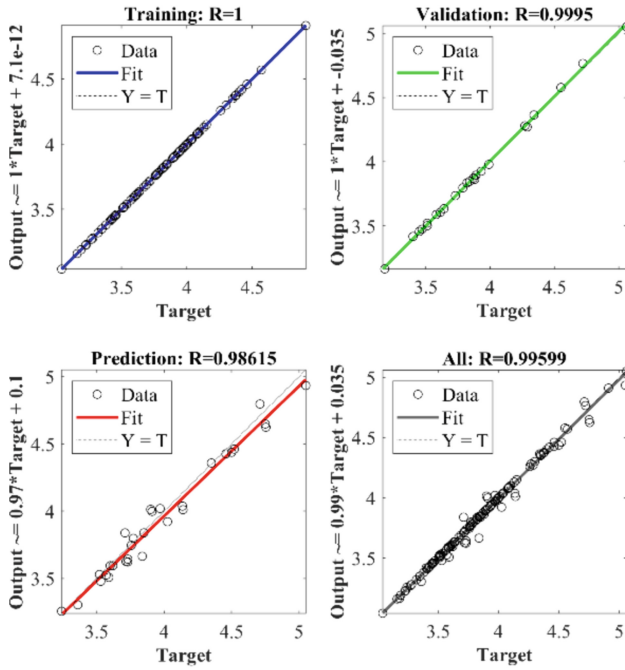 Training: R=1
Output ~= 1*Target + 7.1e-12
Data
Fit
Y = T
4.5
4
3.5
3.5
4
4.5
Target
Validation: R=0.9995
Output ~= 1*Target + -0.035
Data
Fit
Y = T
5
4.5
4
3.5
3.5
4
4.5
5
Target
Prediction: R=0.98615
Output ~= 0.97*Target + 0.1
Data
Fit
Y = T
5
4.5
4
3.5
3.5
4
4.5
5
Target
All: R=0.99599
Output ~= 0.99*Target + 0.035
Data
Fit
Y = T
5
4.5
4
3.5
3.5
4
4.5
5
Target